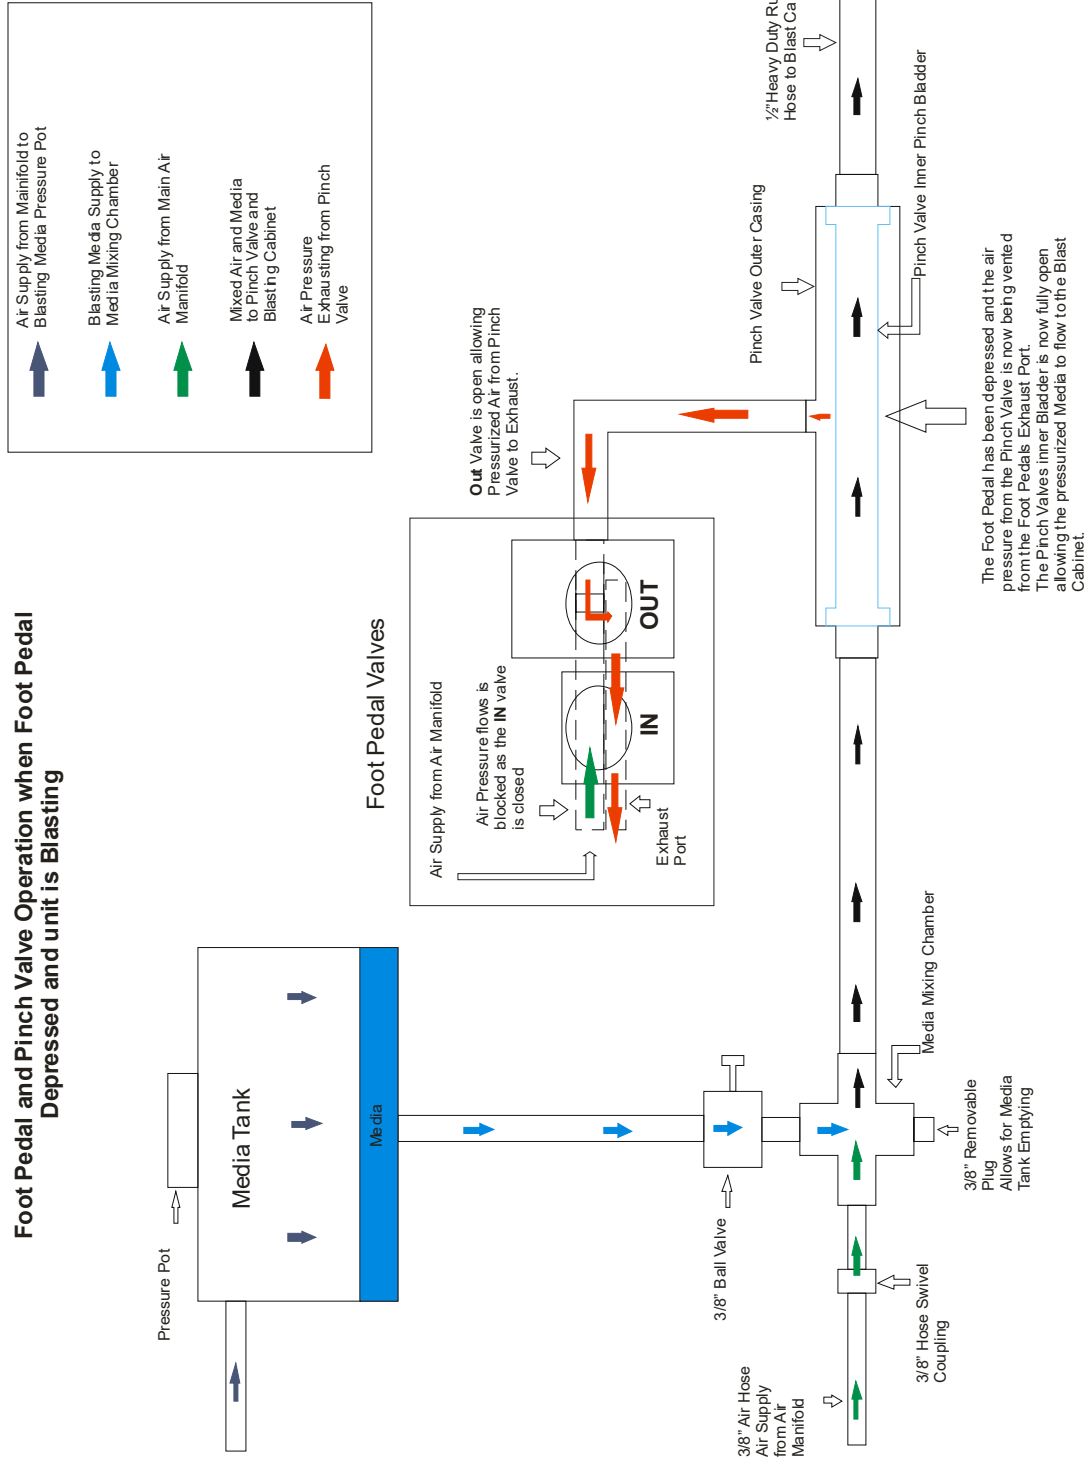 Foot Pedal and Pinch Valve Operation when Foot Pedal
Depressed and unit is Blasting
Air Supply from Mainifold to
Blasting Media Pressure Pot
Blasting Media Supply to
Media Mixing Chamber
Air Supply from Main Air
Manifold
Mixed Air and Media
to Pinch Valve and
Blasting Cabinet
Air Pressure
Exhausting from Pinch
Valve
Pressure Pot
Media Tank
Media
Foot Pedal Valves
Air Supply from Air Manifold
Air Pressure flows is
blocked as the IN valve
is closed
IN
OUT
Exhaust
Port
Out Valve is open allowing
Pressurized Air from Pinch
Valve to Exhaust.
3/8” Ball Valve
3/8” Air Hose
Air Supply
from Air
Manifold
3/8” Hose Swivel
Coupling
3/8” Removable
Plug
Allows for Media
Tank Emptying
Media Mixing Chamber
Pinch Valve Outer Casing
½”Heavy Duty
Hose to Blast
Pinch Valve Inner Pinch Bladder
The Foot Pedal has been depressed and the air
pressure from the Pinch Valve is now being vented
from the Foot Pedals Exhaust Port.
The Pinch Valves inner Bladder is now fully open
allowing the pressurized Media to flow to the Blast
Cabinet.